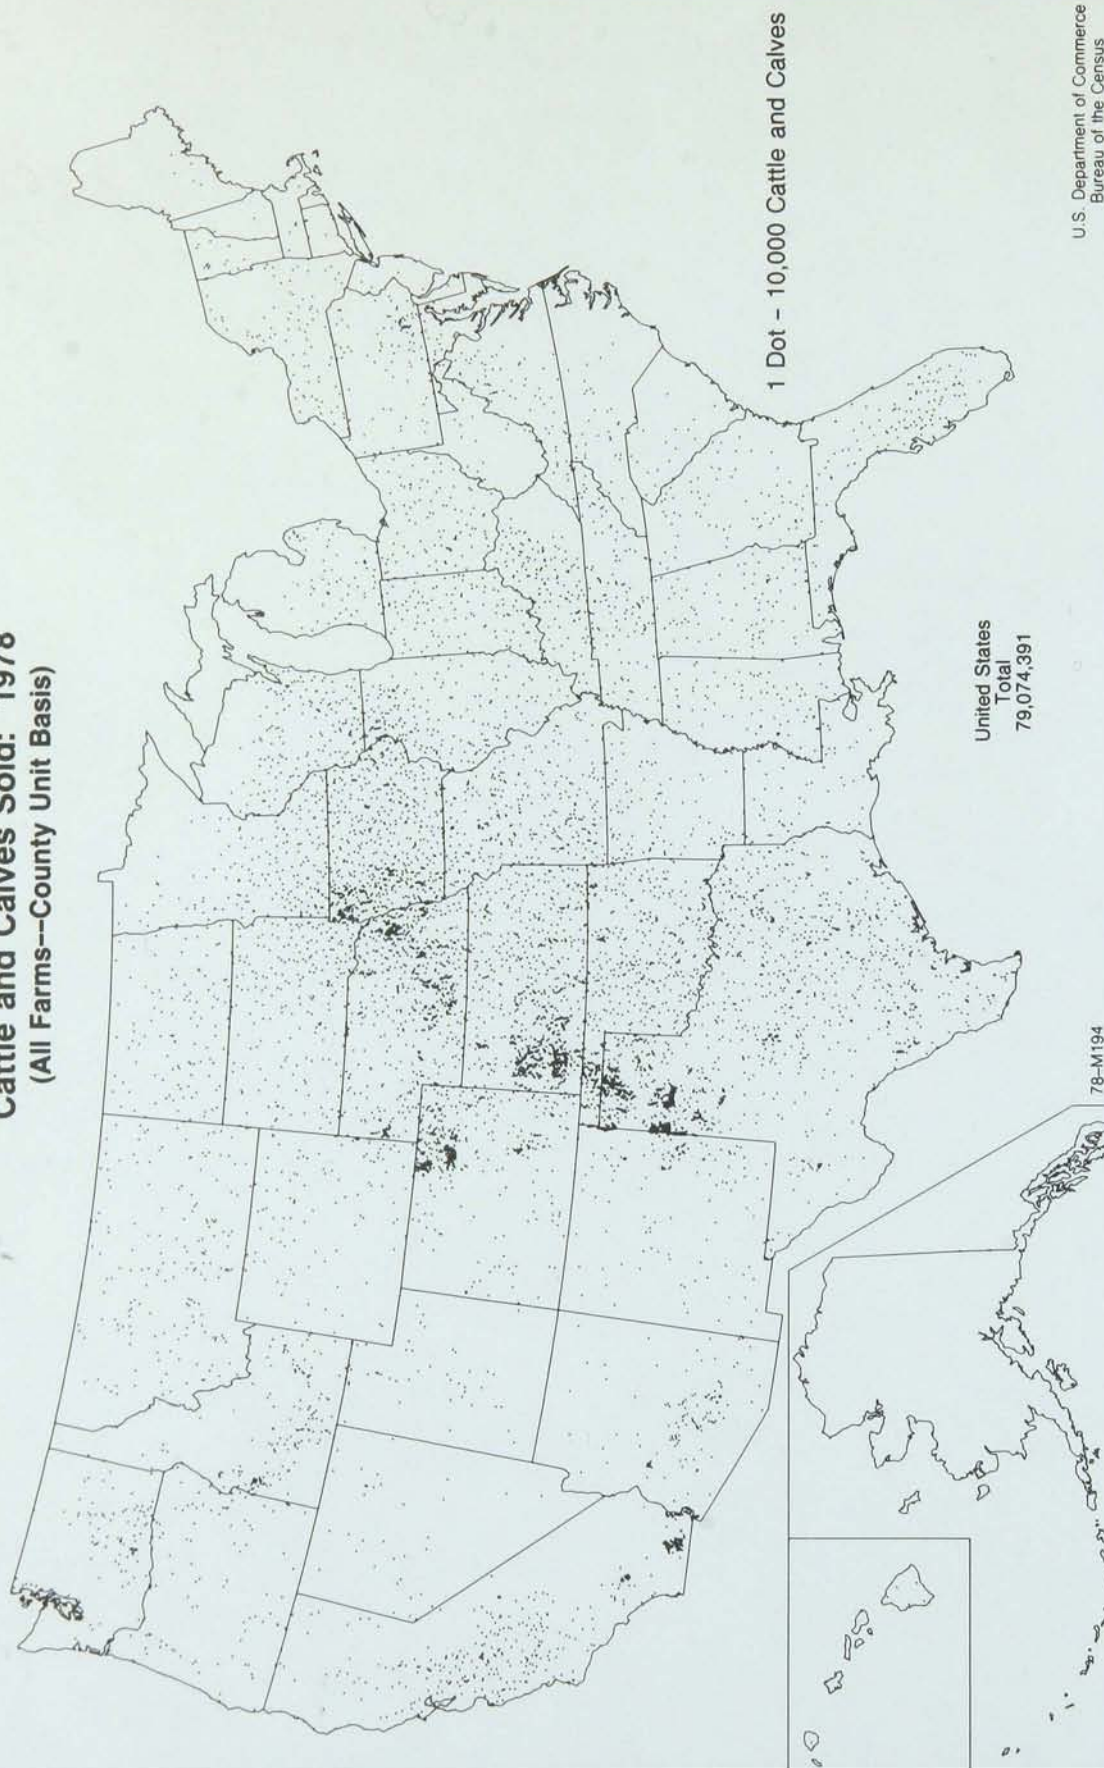 Cattle and Calves Sold: 1978
(All Farms--County Unit Basis)
1 Dot - 10,000 Cattle and Calves
United States
Total
79,074,391
78-M194
U.S. Department of Commerce
Bureau of the Census